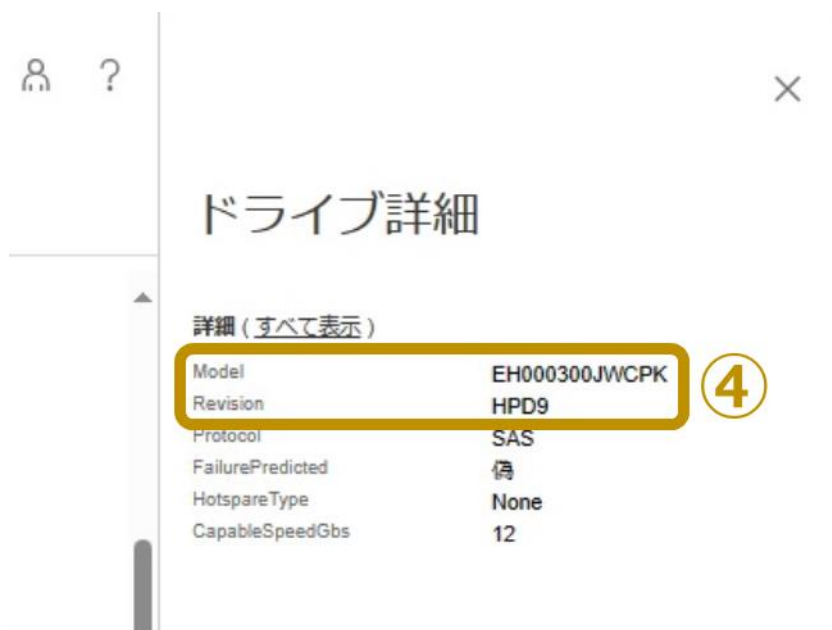 ?
ドライブ詳細
詳細 ( すべて表示 )
Model EH000300JWCPK
Revision HPD9
④
Protocol SAS
FailurePredicted 偽
HotspareType None
CapableSpeedGbs 12